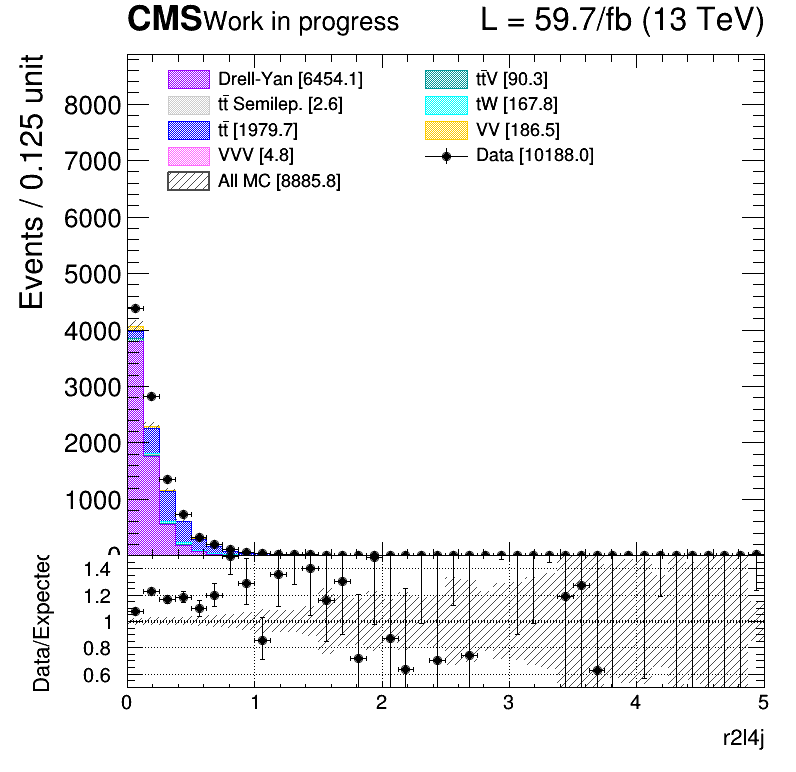 CMS Work in progress L = 59.7/fb (13 TeV)
Events / 0.125 unit
Drell-Yan [6454.1]
tt̄ Semilep. [2.6]
tt̄ [1979.7]
VVV [4.8]
All MC [8885.8]
tt̄V [90.3]
tW [167.8]
VV [186.5]
Data [10188.0]
8000
7000
6000
5000
4000
3000
2000
1000
0
Data/Expected
1.4
1.2
1
0.8
0.6
0 1 2 3 4 5
r2l4j